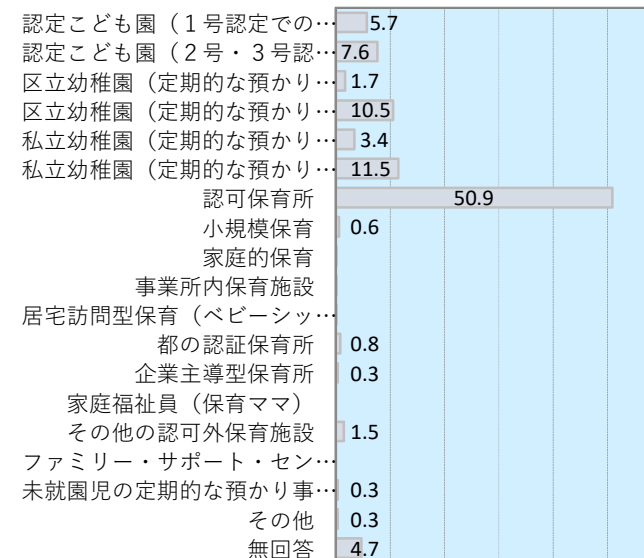 認定こども園（１号認定での… 5.7
認定こども園（２号・３号認… 7.6
区立幼稚園（定期的な預かり… 1.7
区立幼稚園（定期的な預かり… 10.5
私立幼稚園（定期的な預かり… 3.4
私立幼稚園（定期的な預かり… 11.5
認可保育所 50.9
小規模保育 0.6
家庭的保育
事業所内保育施設
居宅訪問型保育（ベビーシッ…
都の認証保育所 0.8
企業主導型保育所 0.3
家庭福祉員（保育ママ）
その他の認可外保育施設 1.5
ファミリー・サポート・セン…
未就園児の定期的な預かり事… 0.3
その他 0.3
無回答 4.7